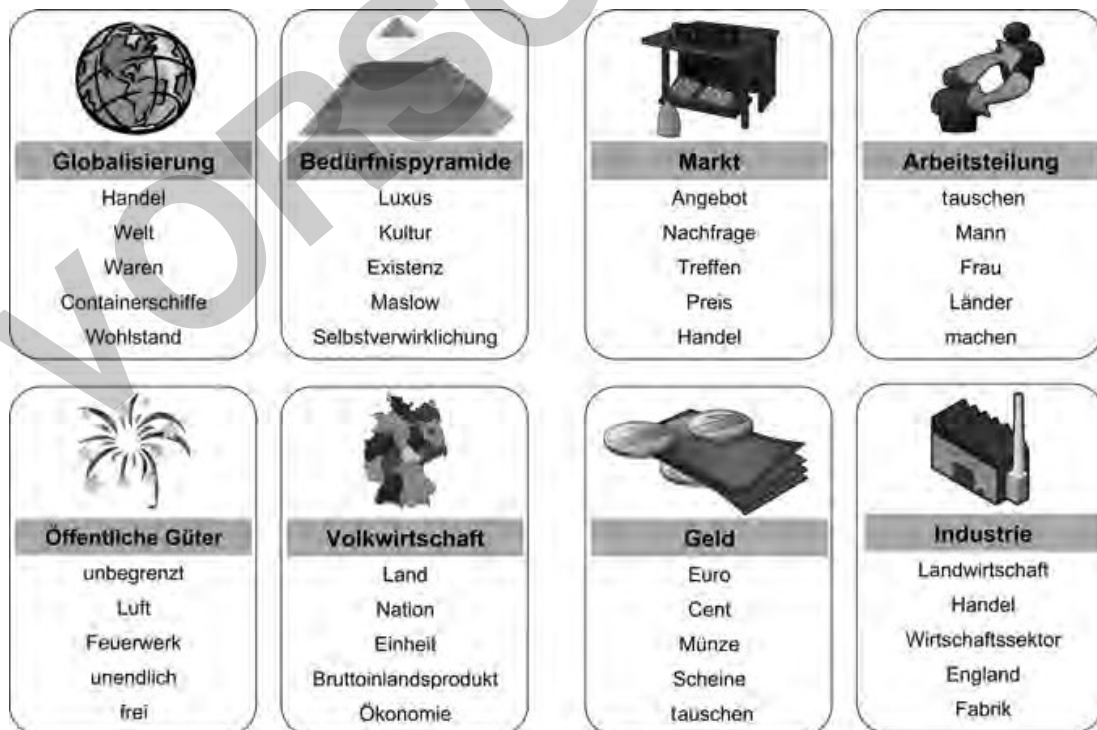 Globalisierung
Handel
Welt
Waren
Containerschiffe
Wohlstand
Bedürfnispyramide
Luxus
Kultur
Existenz
Maslow
Selbstverwirklichung
Markt
Angebot
Nachfrage
Treffen
Preis
Handel
Arbeitsteilung
tauschen
Mann
Frau
Länder
machen
Öffentliche Güter
unbegrenzt
Luft
Feuerwerk
unendlich
frei
Volkwirtschaft
Land
Nation
Einheit
Bruttoinlandsprodukt
Ökonomie
Geld
Euro
Cent
Münze
Scheine
tauschen
Industrie
Landwirtschaft
Handel
Wirtschaftssektor
England
Fabrik